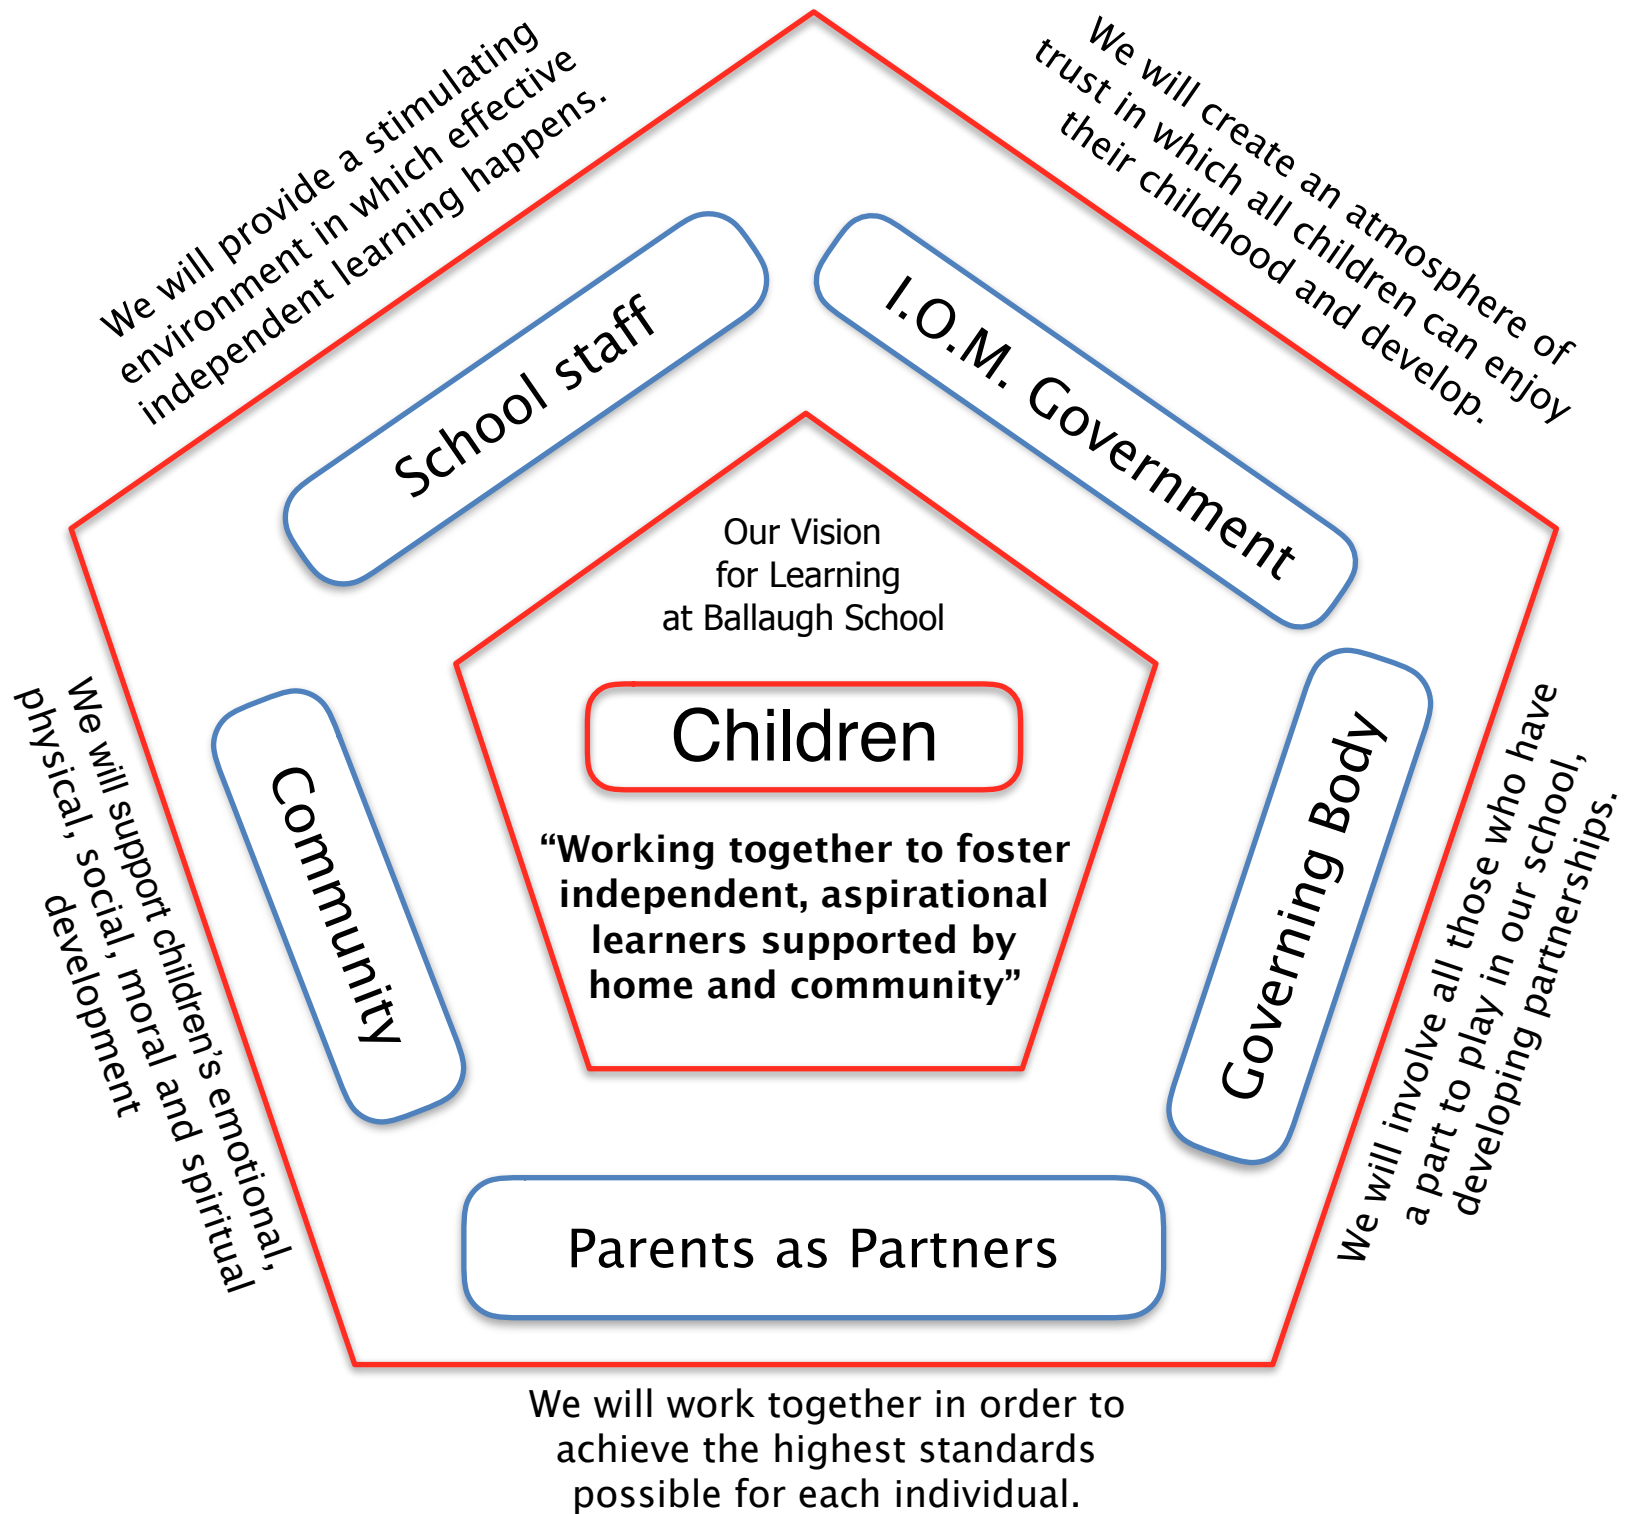 We will provide a stimulating
environment in which effective
independent learning happens.
We will create an atmosphere of
trust in which all children can enjoy
their childhood and develop.
School staff
I.O.M. Government
Our Vision
for Learning
at Ballaugh School
Children
“Working together to foster
independent, aspirational
learners supported by
home and community”
Community
Governing Body
We will support children’s emotional,
physical, social, moral and spiritual
development
We will involve all those who have
a part to play in our school,
developing partnerships.
Parents as Partners
We will work together in order to
achieve the highest standards
possible for each individual.